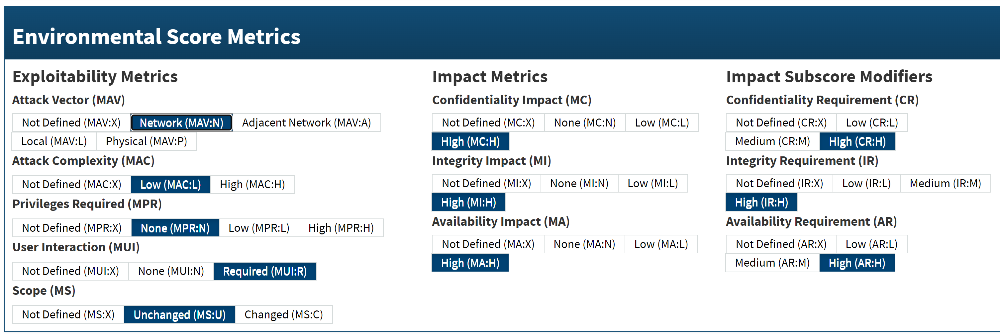 Environmental Score Metrics
Exploitability Metrics
Attack Vector (MAV)
Not Defined (MAV:X) Network (MAV:N) Adjacent Network (MAV:A)
Local (MAV:L) Physical (MAV:P)
Attack Complexity (MAC)
Not Defined (MAC:X) Low (MAC:L) High (MAC:H)
Privileges Required (MPR)
Not Defined (MPR:X) None (MPR:N) Low (MPR:L) High (MPR:H)
User Interaction (MUI)
Not Defined (MUI:X) None (MUI:N) Required (MUI:R)
Scope (MS)
Not Defined (MS:X) Unchanged (MS:U) Changed (MS:C)
Impact Metrics
Confidentiality Impact (MC)
Not Defined (MC:X) None (MC:N) Low (MC:L)
High (MC:H)
Integrity Impact (MI)
Not Defined (MI:X) None (MI:N) Low (MI:L)
High (MI:H)
Availability Impact (MA)
Not Defined (MA:X) None (MA:N) Low (MA:L)
High (MA:H)
Impact Subscore Modifiers
Confidentiality Requirement (CR)
Not Defined (CR:X) Low (CR:L)
Medium (CR:M) High (CR:H)
Integrity Requirement (IR)
Not Defined (IR:X) Low (IR:L) Medium (IR:M)
High (IR:H)
Availability Requirement (AR)
Not Defined (AR:X) Low (AR:L)
Medium (AR:M) High (AR:H)